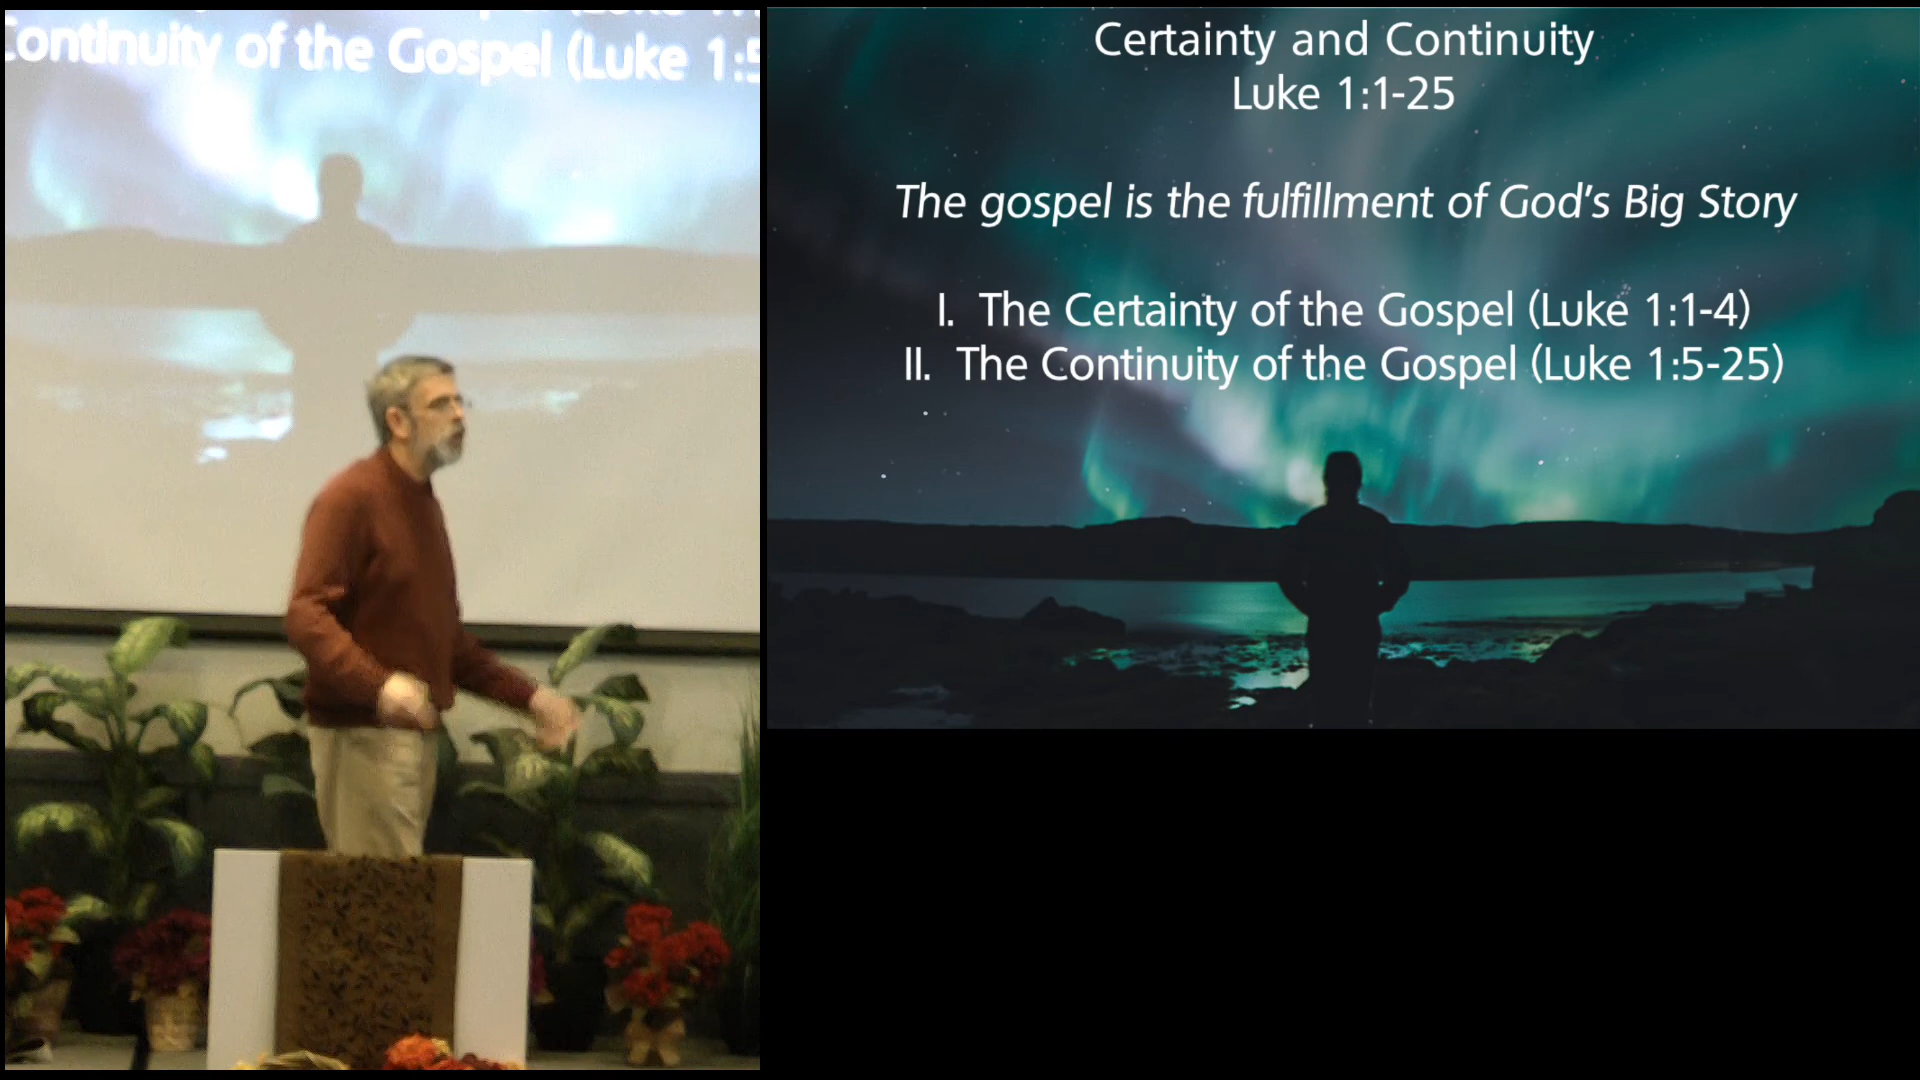 Continuity of the Gospel (Luke 1:5
Certainty and Continuity
Luke 1:1-25
The gospel is the fulfillment of God's Big Story
I. The Certainty of the Gospel (Luke 1:1-4)
II. The Continuity of the Gospel (Luke 1:5-25)